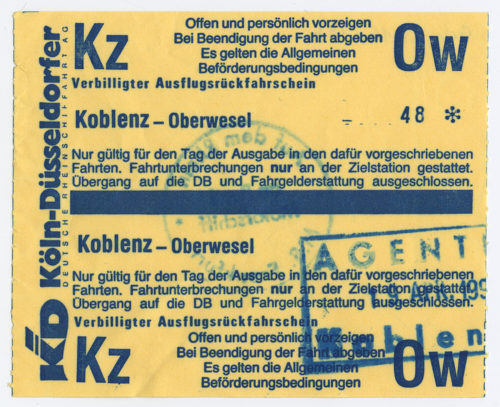 Kz
Offen und persönlich vorzeigen
Bei Beendigung der Fahrt abgeben
Es gelten die Allgemeinen
Beförderungsbedingungen
Ow
Verbilligter Ausflugsrückfahrschein
Koblenz – Oberwesel
– 48 *
Nur gültig für den Tag der Ausgabe in den dafür vorgeschriebenen
Fahrten. Fahrtunterbrechungen nur an der Zielstation gestattet.
Übergang auf die DB und Fahrgelderstattung ausgeschlossen.
Koblenz – Oberwesel
Nur gültig für den Tag der Ausgabe in den dafür vorgeschriebenen
Fahrten. Fahrtunterbrechungen nur an der Zielstation gestattet.
Übergang auf die DB und Fahrgelderstattung ausgeschlossen.
Verbilligter Ausflugsrückfahrschein
Kz
Offen und persönlich vorzeigen
Bei Beendigung der Fahrt abgeben
Es gelten die Allgemeinen
Beförderungsbedingungen
Ow
KD Köln-Düsseldorfer
DEUTSCHE RHEINSCHIFFAHRT AG
AGENT
Koblen